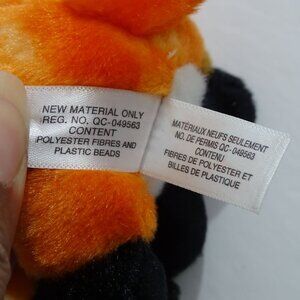 NEW MATERIAL ONLY
REG. NO. QC-049563
CONTENT
POLYESTER FIBRES AND
PLASTIC BEADS
MATÉRIAUX NEUFS SEULEMENT
NO. DE PERMIS QC-049563
CONTENU
FIBRES DE POLYESTER ET
BILLES DE PLASTIQUE